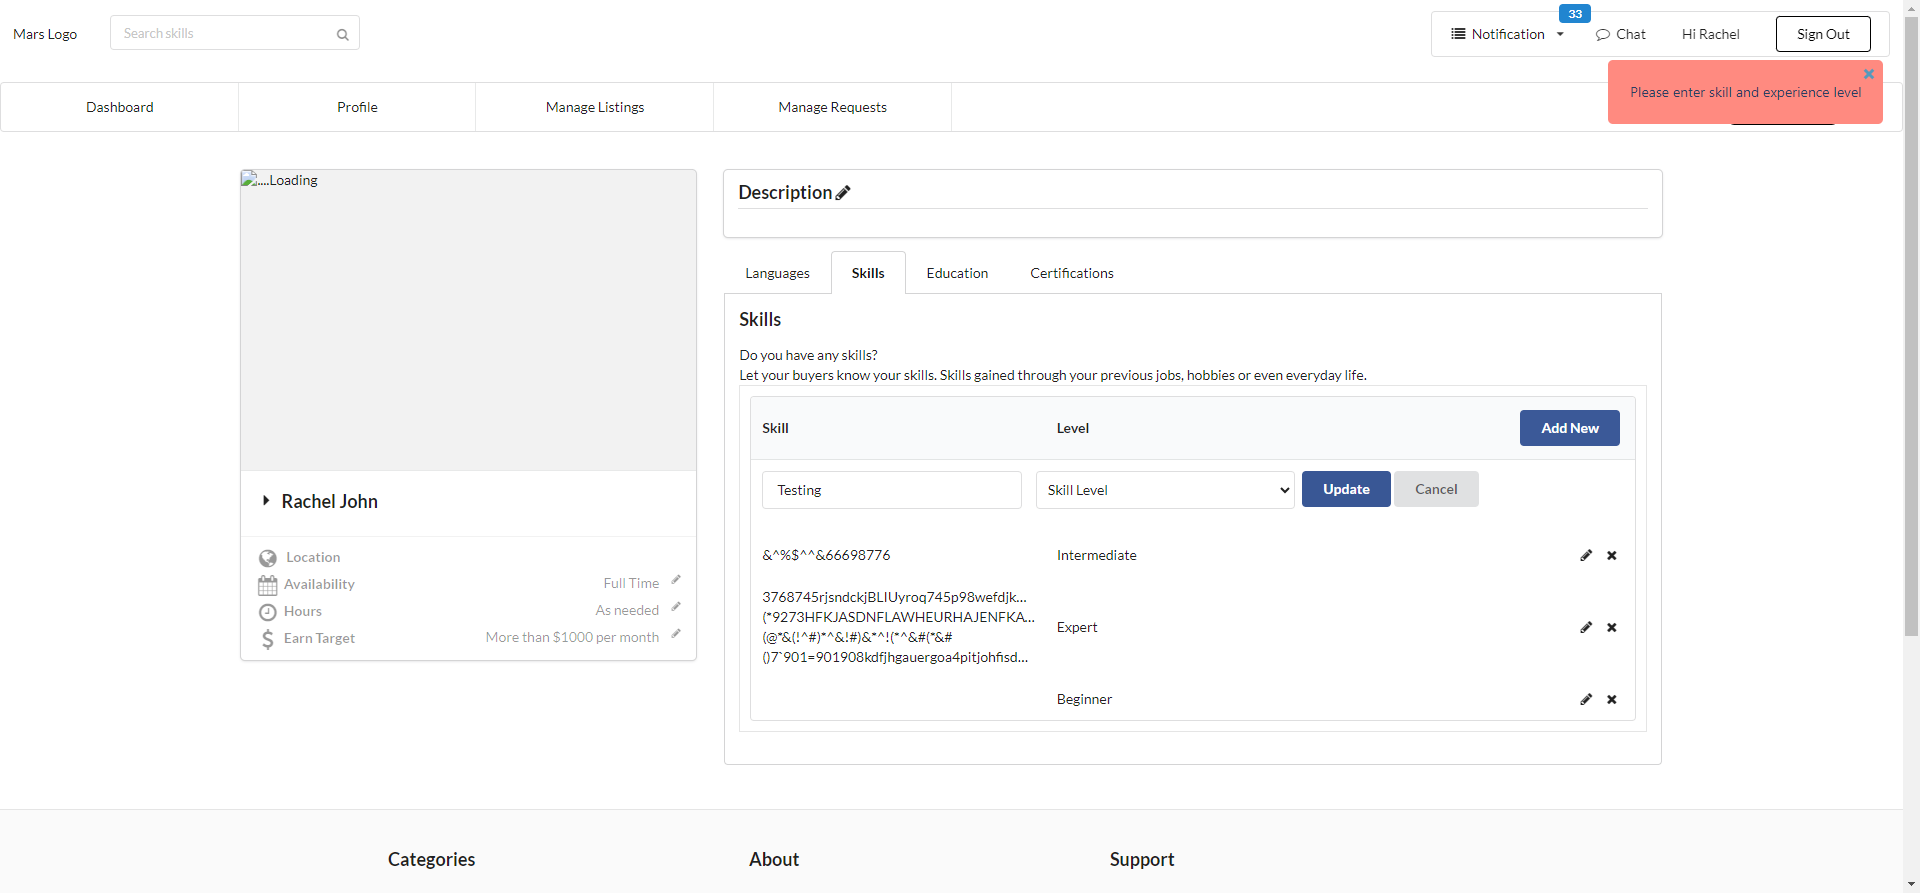 Mars Logo
Search skills
33
Notification
Chat
Hi Rachel
Sign Out
Please enter skill and experience level
Dashboard
Profile
Manage Listings
Manage Requests
....Loading
Description
Languages
Skills
Education
Certifications
Skills
Do you have any skills?
Let your buyers know your skills. Skills gained through your previous jobs, hobbies or even everyday life.
Skill
Level
Add New
Testing
Skill Level
Update
Cancel
&^%$^^&66698776
Intermediate
3768745rjsndckjBLIUyroq745p98wefdjk...
(*9273HFKJASDNFLAWHEURHAJENFKA...
(@*&(!^#)*^&!#)&*^!(*^&#(*&#
()7`901=901908kdfjhgauergoa4pitjohfisd...
Expert
Beginner
Rachel John
Location
Availability
Full Time
Hours
As needed
Earn Target
More than $1000 per month
Categories
About
Support